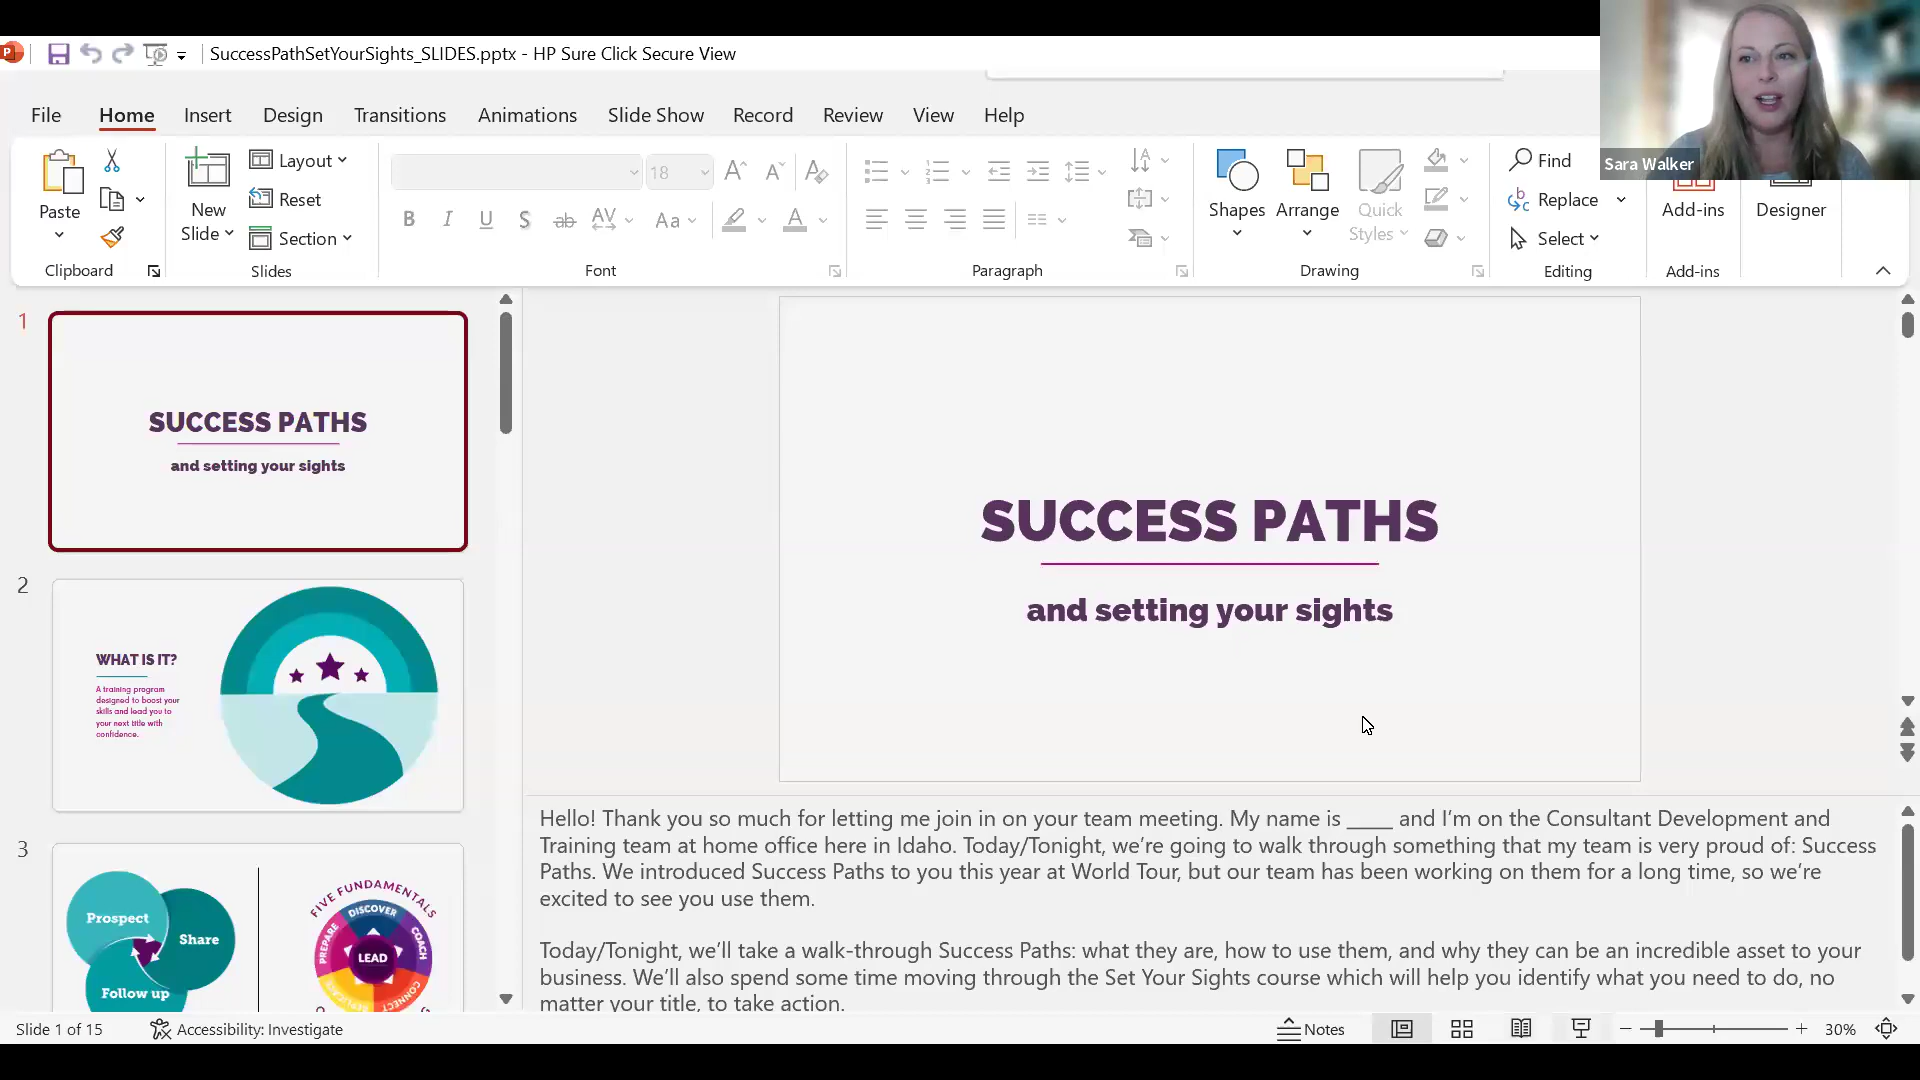 SuccessPathSetYourSights_SLIDES.pptx - HP Sure Click Secure View
Sara Walker
File Home Insert Design Transitions Animations Slide Show Record Review View Help
Paste
Clipboard
New
Slide
Layout
Reset
Section
Slides
18
B I U S ab AV Aa A
Font
Paragraph
Shapes
Arrange
Quick
Styles
Drawing
Find
Replace
Select
Editing
Add-ins
Add-ins
Designer
1
SUCCESS PATHS
and setting your sights
2
WHAT IS IT?
A training program
designed to boost your
skills and lead you to
your next title with
confidence.
3
Prospect
Share
Follow up
FIVE FUNDAMENTALS
DISCOVER
COACH
CONNECT
REPLICATE
PREPARE
LEAD
SUCCESS PATHS
and setting your sights
Hello! Thank you so much for letting me join in on your team meeting. My name is _____ and I’m on the Consultant Development and
Training team at home office here in Idaho. Today/Tonight, we’re going to walk through something that my team is very proud of: Success
Paths. We introduced Success Paths to you this year at World Tour, but our team has been working on them for a long time, so we’re
excited to see you use them.
Today/Tonight, we’ll take a walk-through Success Paths: what they are, how to use them, and why they can be an incredible asset to your
business. We’ll also spend some time moving through the Set Your Sights course which will help you identify what you need to do, no
matter your title, to take action.
Slide 1 of 15
Accessibility: Investigate
Notes
30%